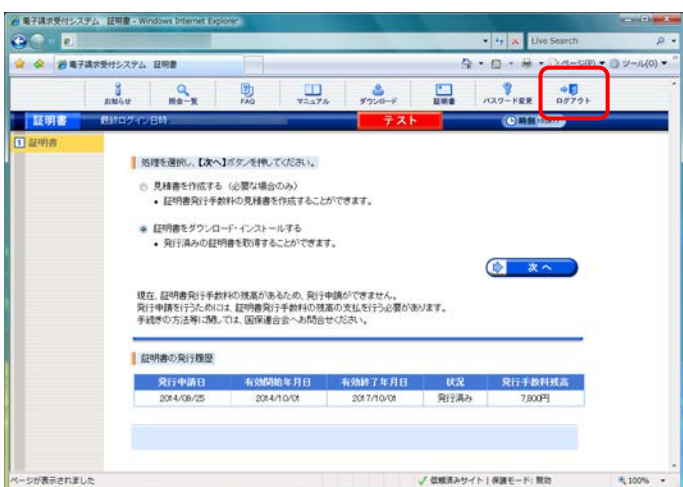 電子請求受付システム 証明書 - Windows Internet Explorer
Live Search
電子請求受付システム 証明書
ページ(P) ツール(O)
お知らせ 照会一覧 FAQ マニュアル ダウンロード 証明書 パスワード変更 ログアウト
証明書 最終ログイン日時 テスト 時刻
1 証明書
処理を選択し、【次へ】ボタンを押してください。
見積書を作成する（必要な場合のみ）
• 証明書発行手数料の見積書を作成することができます。
証明書をダウンロード・インストールする
• 発行済みの証明書を取得することができます。
次へ
現在、証明書発行手数料の残高があるため、発行申請ができません。
発行申請を行うためには、証明書発行手数料の残高の支払を行う必要があります。
手続きの方法等に関しては、国保連合会へお問合せください。
証明書の発行履歴
発行申請日 有効開始年月日 有効終了年月日 状況 発行手数料残高
2014/08/25 2014/10/01 2017/10/01 発行済み 7,800円
ページが表示されました 信頼済みサイト | 保護モード: 無効 100%